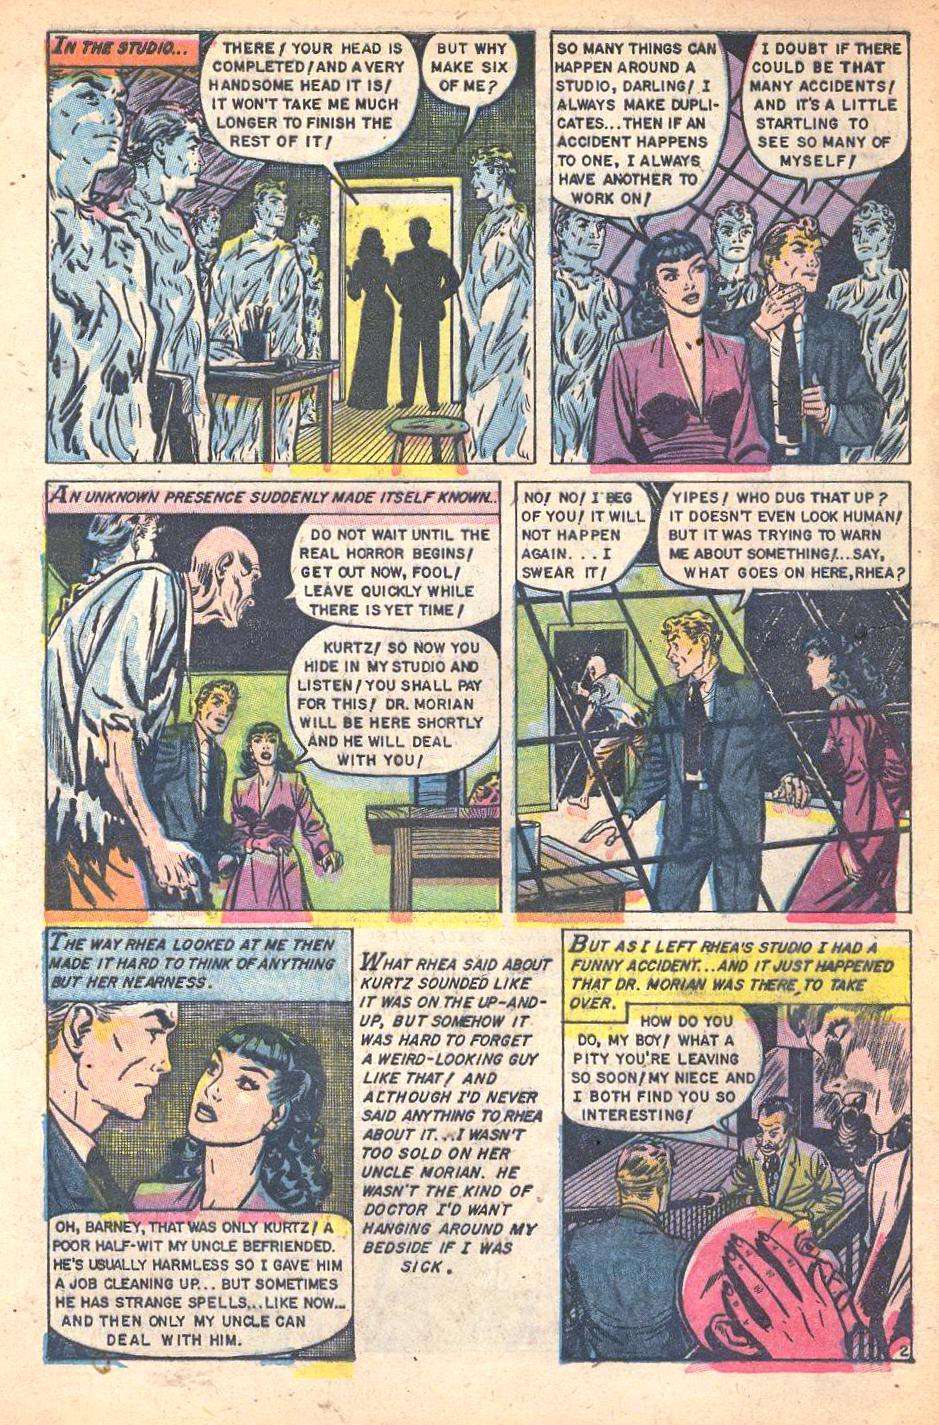 IN THE STUDIO...
THERE! YOUR HEAD IS
COMPLETED! AND A VERY
HANDSOME HEAD IT IS!
IT WON'T TAKE ME MUCH
LONGER TO FINISH THE
REST OF IT!
BUT WHY
MAKE SIX
OF ME?
SO MANY THINGS CAN
HAPPEN AROUND A
STUDIO, DARLING! I
ALWAYS MAKE DUPLI-
CATES...THEN IF AN
ACCIDENT HAPPENS
TO ONE, I ALWAYS
HAVE ANOTHER TO
WORK ON!
I DOUBT IF THERE
COULD BE THAT
MANY ACCIDENTS!
AND IT'S A LITTLE
STARTLING TO
SEE SO MANY OF
MYSELF!
AN UNKNOWN PRESENCE SUDDENLY MADE ITSELF KNOWN...
DO NOT WAIT UNTIL THE
REAL HORROR BEGINS!
GET OUT NOW, FOOL!
LEAVE QUICKLY WHILE
THERE IS YET TIME!
KURTZ! SO NOW YOU
HIDE IN MY STUDIO AND
LISTEN! YOU SHALL PAY
FOR THIS! DR. MORIAN
WILL BE HERE SHORTLY
AND HE WILL DEAL
WITH YOU!
NO! NO! I BEG
OF YOU! IT WILL
NOT HAPPEN
AGAIN...I
SWEAR IT!
YIPES! WHO DUG THAT UP?
IT DOESN'T EVEN LOOK HUMAN!
BUT IT WAS TRYING TO WARN
ME ABOUT SOMETHING!...SAY,
WHAT GOES ON HERE, RHEA?
THE WAY RHEA LOOKED AT ME THEN
MADE IT HARD TO THINK OF ANYTHING
BUT HER NEARNESS.
OH, BARNEY, THAT WAS ONLY KURTZ! A
POOR HALF-WIT MY UNCLE BEFRIENDED.
HE'S USUALLY HARMLESS SO I GAVE HIM
A JOB CLEANING UP... BUT SOMETIMES
HE HAS STRANGE SPELLS...LIKE NOW...
AND THEN ONLY MY UNCLE CAN
DEAL WITH HIM.
WHAT RHEA SAID ABOUT
KURTZ SOUNDED LIKE
IT WAS ON THE UP-AND-
UP, BUT SOMEHOW IT
WAS HARD TO FORGET
A WEIRD-LOOKING GUY
LIKE THAT! AND
ALTHOUGH I'D NEVER
SAID ANYTHING TO RHEA
ABOUT IT...I WASN'T
TOO SOLD ON HER
UNCLE MORIAN. HE
WASN'T THE KIND OF
DOCTOR I'D WANT
HANGING AROUND MY
BEDSIDE IF I WAS
SICK.
BUT AS I LEFT RHEA'S STUDIO I HAD A
FUNNY ACCIDENT...AND IT JUST HAPPENED
THAT DR. MORIAN WAS THERE, TO TAKE
OVER.
HOW DO YOU
DO, MY BOY! WHAT A
PITY YOU'RE LEAVING
SO SOON! MY NIECE AND
I BOTH FIND YOU SO
INTERESTING!
2